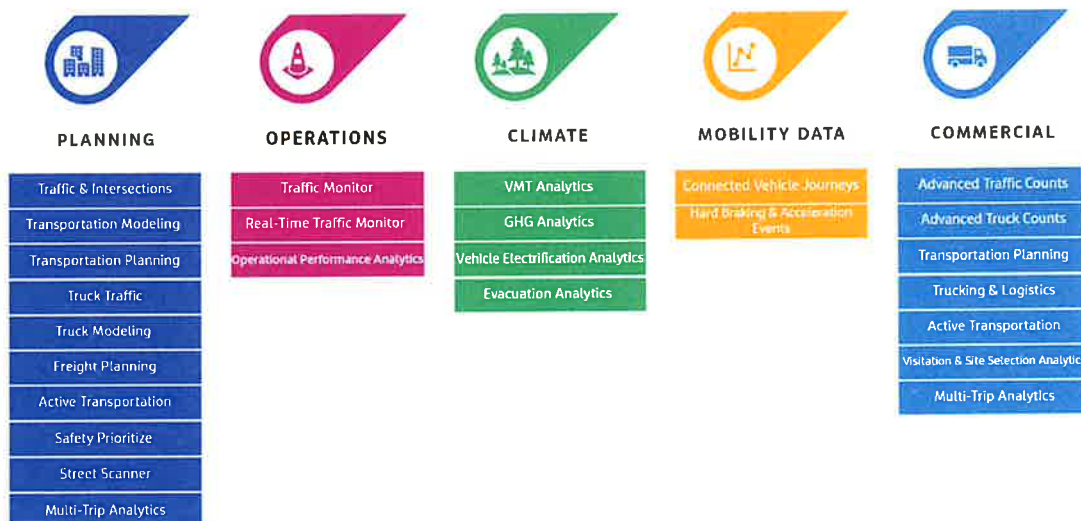 PLANNING
Traffic & Intersections
Transportation Modeling
Transportation Planning
Truck Traffic
Truck Modeling
Freight Planning
Active Transportation
Safety Prioritize
Street Scanner
Multi-Trip Analytics
OPERATIONS
Traffic Monitor
Real-Time Traffic Monitor
Operational Performance Analytics
CLIMATE
VMT Analytics
GHG Analytics
Vehicle Electrification Analytics
Evacuation Analytics
MOBILITY DATA
Connected Vehicle Journeys
Hard Braking & Acceleration
Events
COMMERCIAL
Advanced Traffic Counts
Advanced Truck Counts
Transportation Planning
Trucking & Logistics
Active Transportation
Visitation & Site Selection Analytic
Multi-Trip Analytics